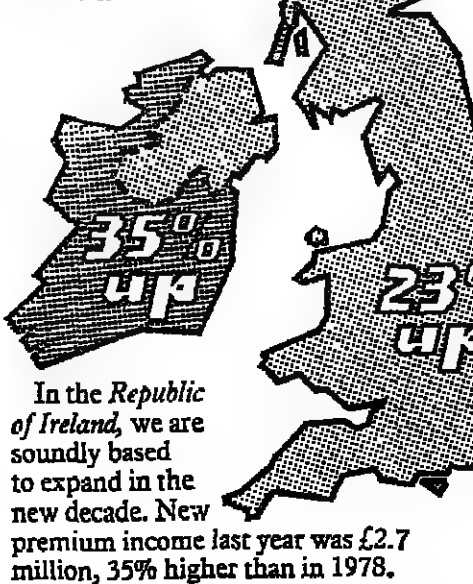 35%
up
23%
up
In the Republic
of Ireland, we are
soundly based
to expand in the
new decade. New
premium income last year was £2.7
million, 35% higher than in 1978.